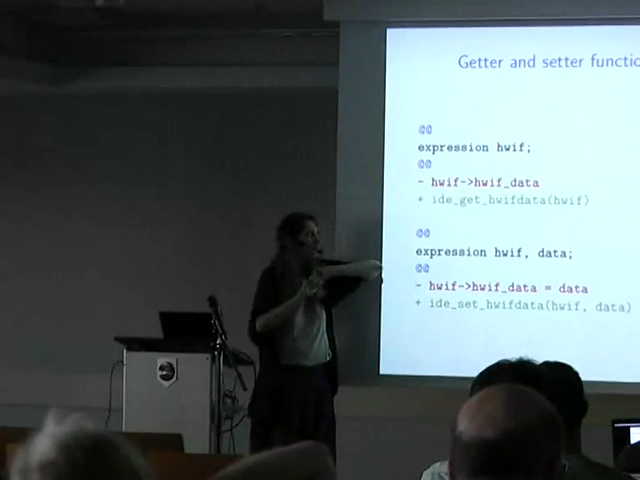 Getter and setter functio
@@
expression hwif;
@@
- hwif->hwif_data
+ ide_get_hwifdata(hwif)
@@
expression hwif, data;
@@
- hwif->hwif_data = data
+ ide_set_hwifdata(hwif, data)